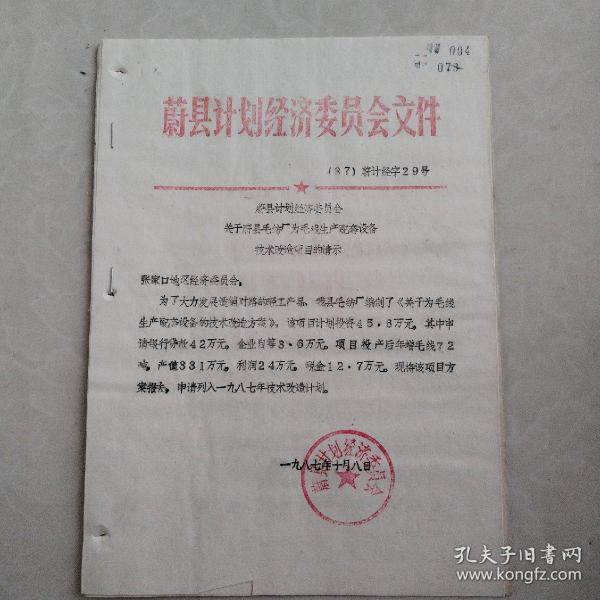 094
078
蔚县计划经济委员会文件
(87)蔚计经字29号
蔚县计划经济委员会
关于蔚县毛纺厂为毛线生产配套设备
技术改造项目的请示
张家口地区经济委员会:
为了大力发展适销对路的轻工产品,我县毛纺厂编制了《关于为毛线
生产配套设备的技术改造方案》。该项目计划投资45.6万元,其中申
请银行贷款42万元,企业自筹3.6万元。项目投产后年增毛线72
吨,产值331万元,利润24万元,税金12.7万元。现将该项目方
案报去,申请列入一九八七年技术改造计划。
一九八七年十月八日
蔚县计划经济委员会
孔夫子旧书网
www.kongfz.com